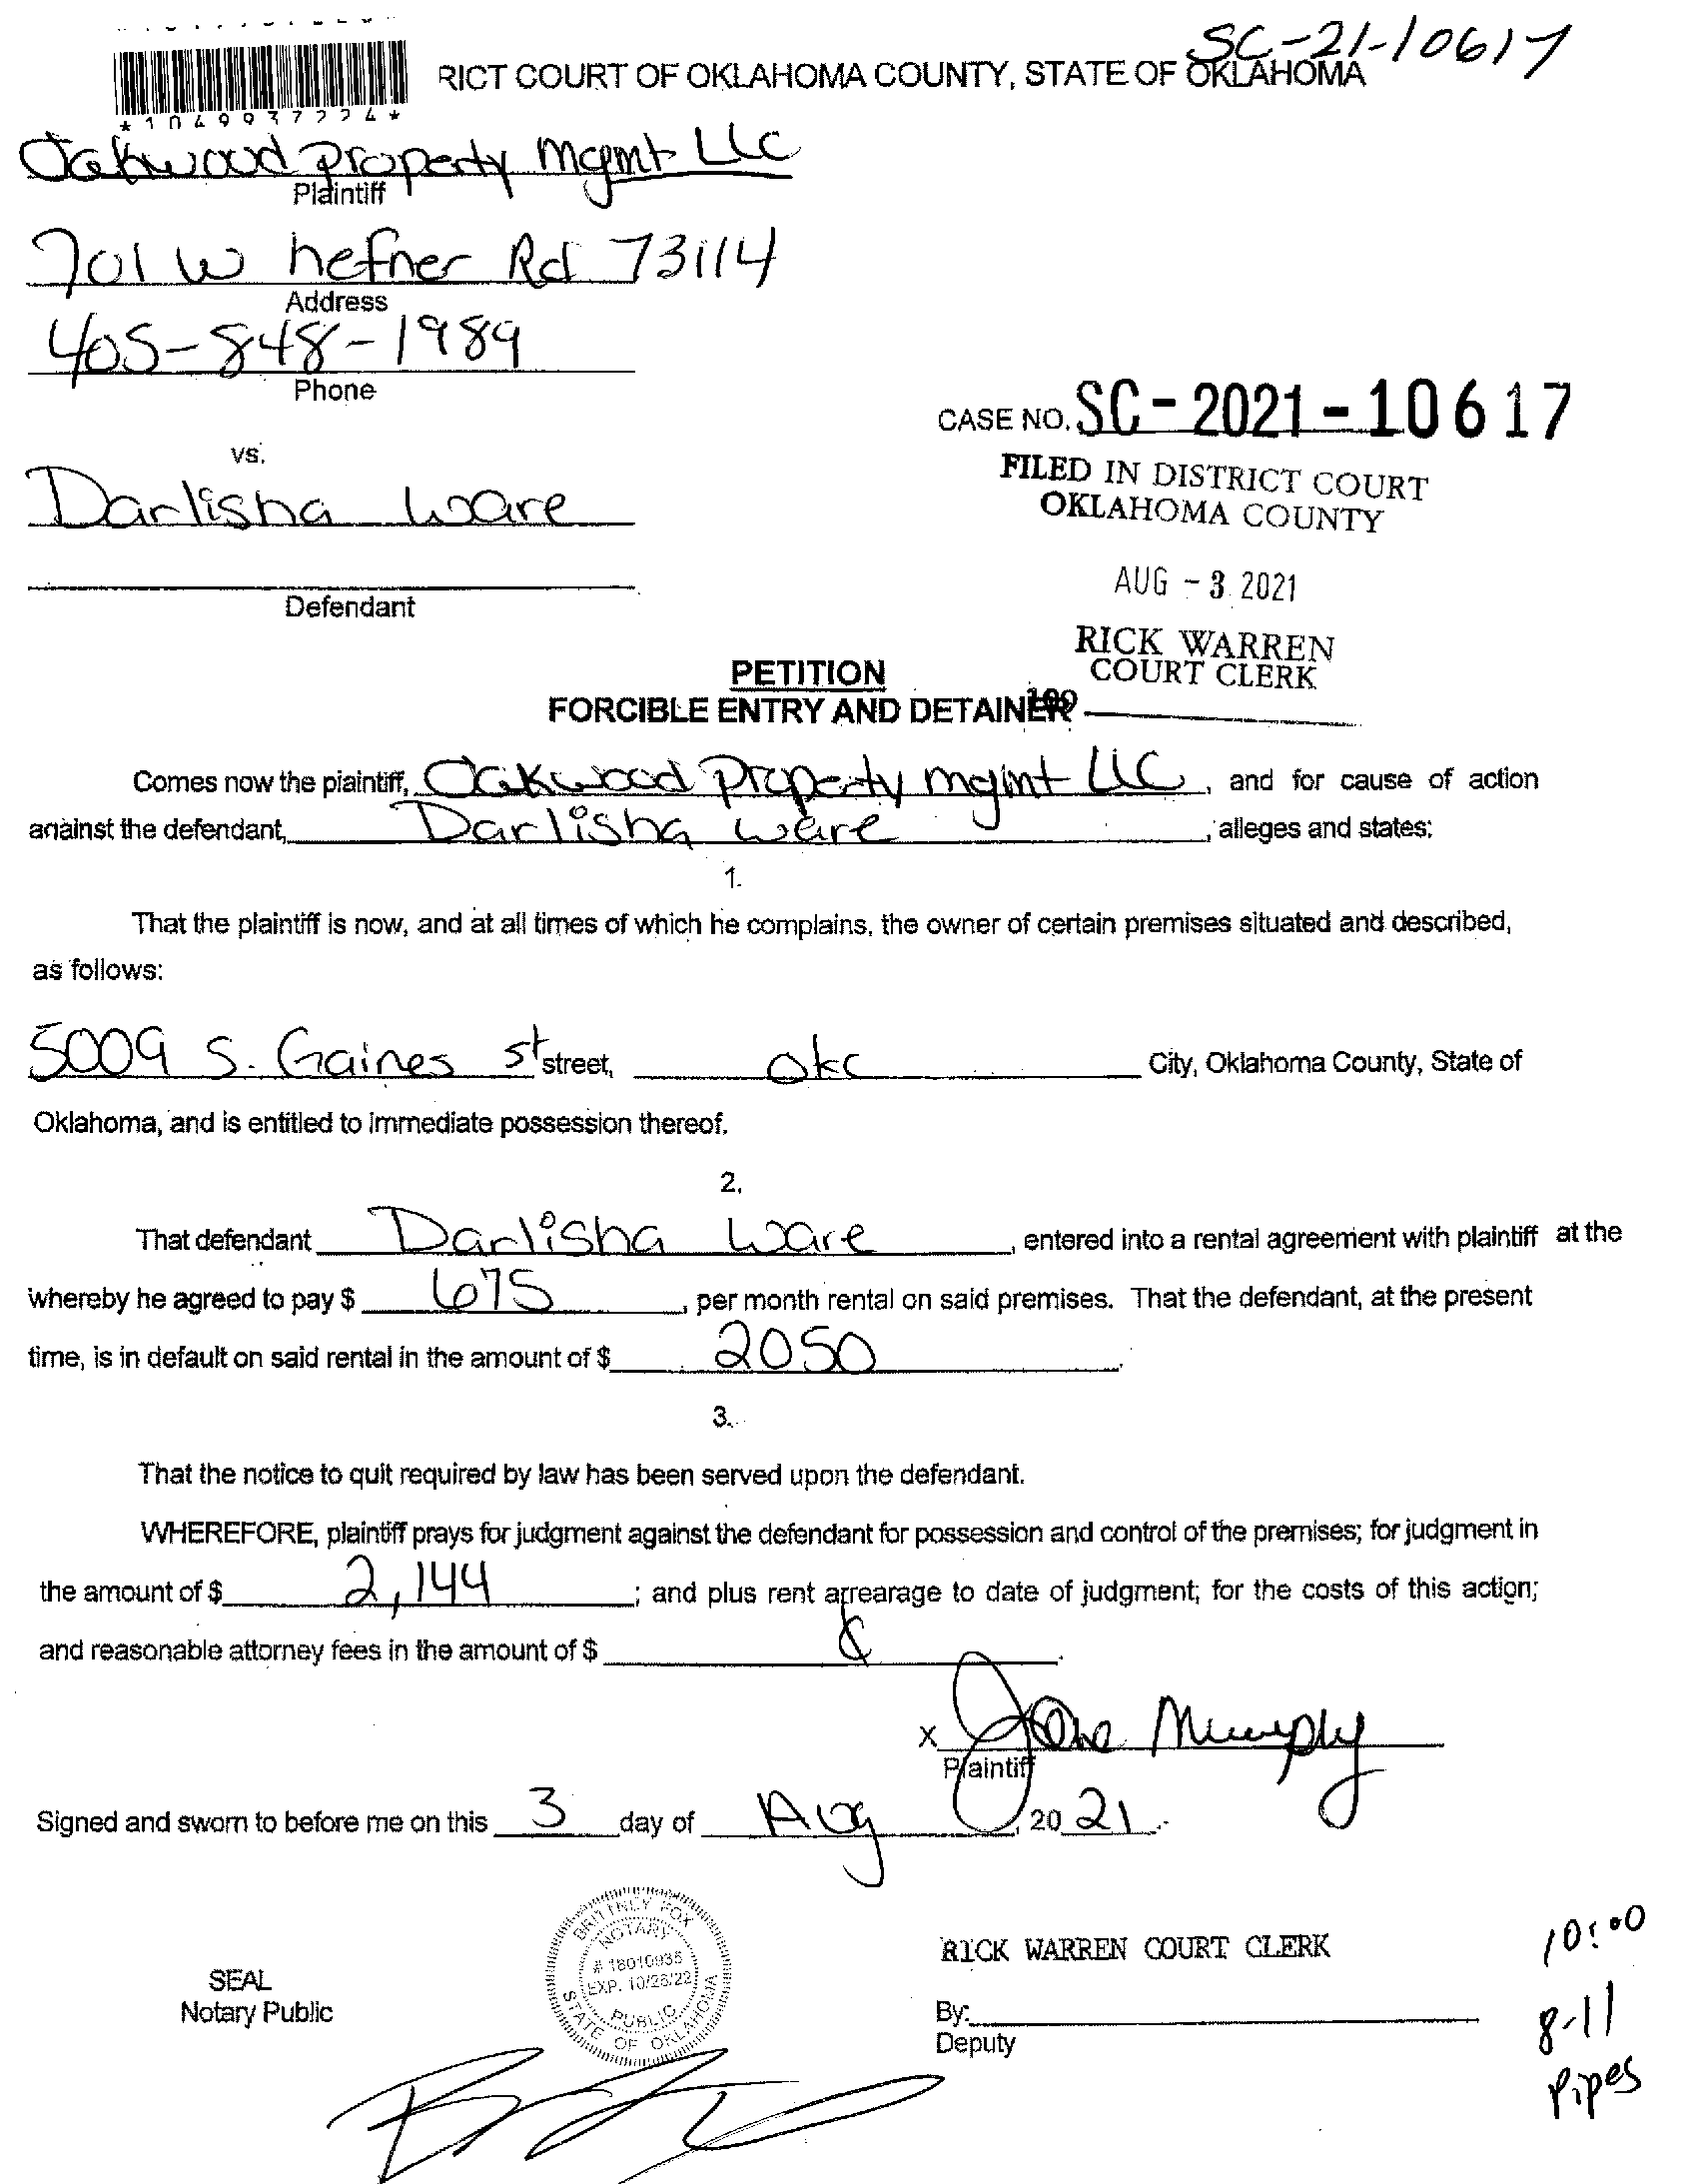 SC-21-10617
RICT COURT OF OKLAHOMA COUNTY, STATE OF OKLAHOMA
*1049937224*
Oakwood Property Mgmt LLC
Plaintiff
701 W hefner Rd 73114
Address
405-848-1989
Phone
CASE NO. SC-2021-10617
vs.
FILED IN DISTRICT COURT
OKLAHOMA COUNTY
Darlisha Ware
AUG -3 2021
Defendant
RICK WARREN
COURT CLERK
PETITION
FORCIBLE ENTRY AND DETAINER
Comes now the plaintiff, Oakwood Property mgmt LLC, and for cause of action
against the defendant, Darlisha Ware, alleges and states:
1.
That the plaintiff is now, and at all times of which he complains, the owner of certain premises situated and described,
as follows:
5009 S. Gaines st street, okc City, Oklahoma County, State of
Oklahoma, and is entitled to immediate possession thereof.
2.
That defendant Darlisha Ware, entered into a rental agreement with plaintiff at the
whereby he agreed to pay $ 675, per month rental on said premises. That the defendant, at the present
time, is in default on said rental in the amount of $ 2050.
3.
That the notice to quit required by law has been served upon the defendant.
WHEREFORE, plaintiff prays for judgment against the defendant for possession and control of the premises; for judgment in
the amount of $ 2,144; and plus rent arrearage to date of judgment; for the costs of this action;
and reasonable attorney fees in the amount of $
x Jane Murphy
Plaintiff
Signed and sworn to before me on this 3 day of Aug, 20 21.
BRITTNEY FOX
NOTARY
# 18010935
EXP. 10/26/22
PUBLIC
STATE OF OKLAHOMA
SEAL
Notary Public
RICK WARREN COURT CLERK
By:
Deputy
10:00
8-11
Pipes